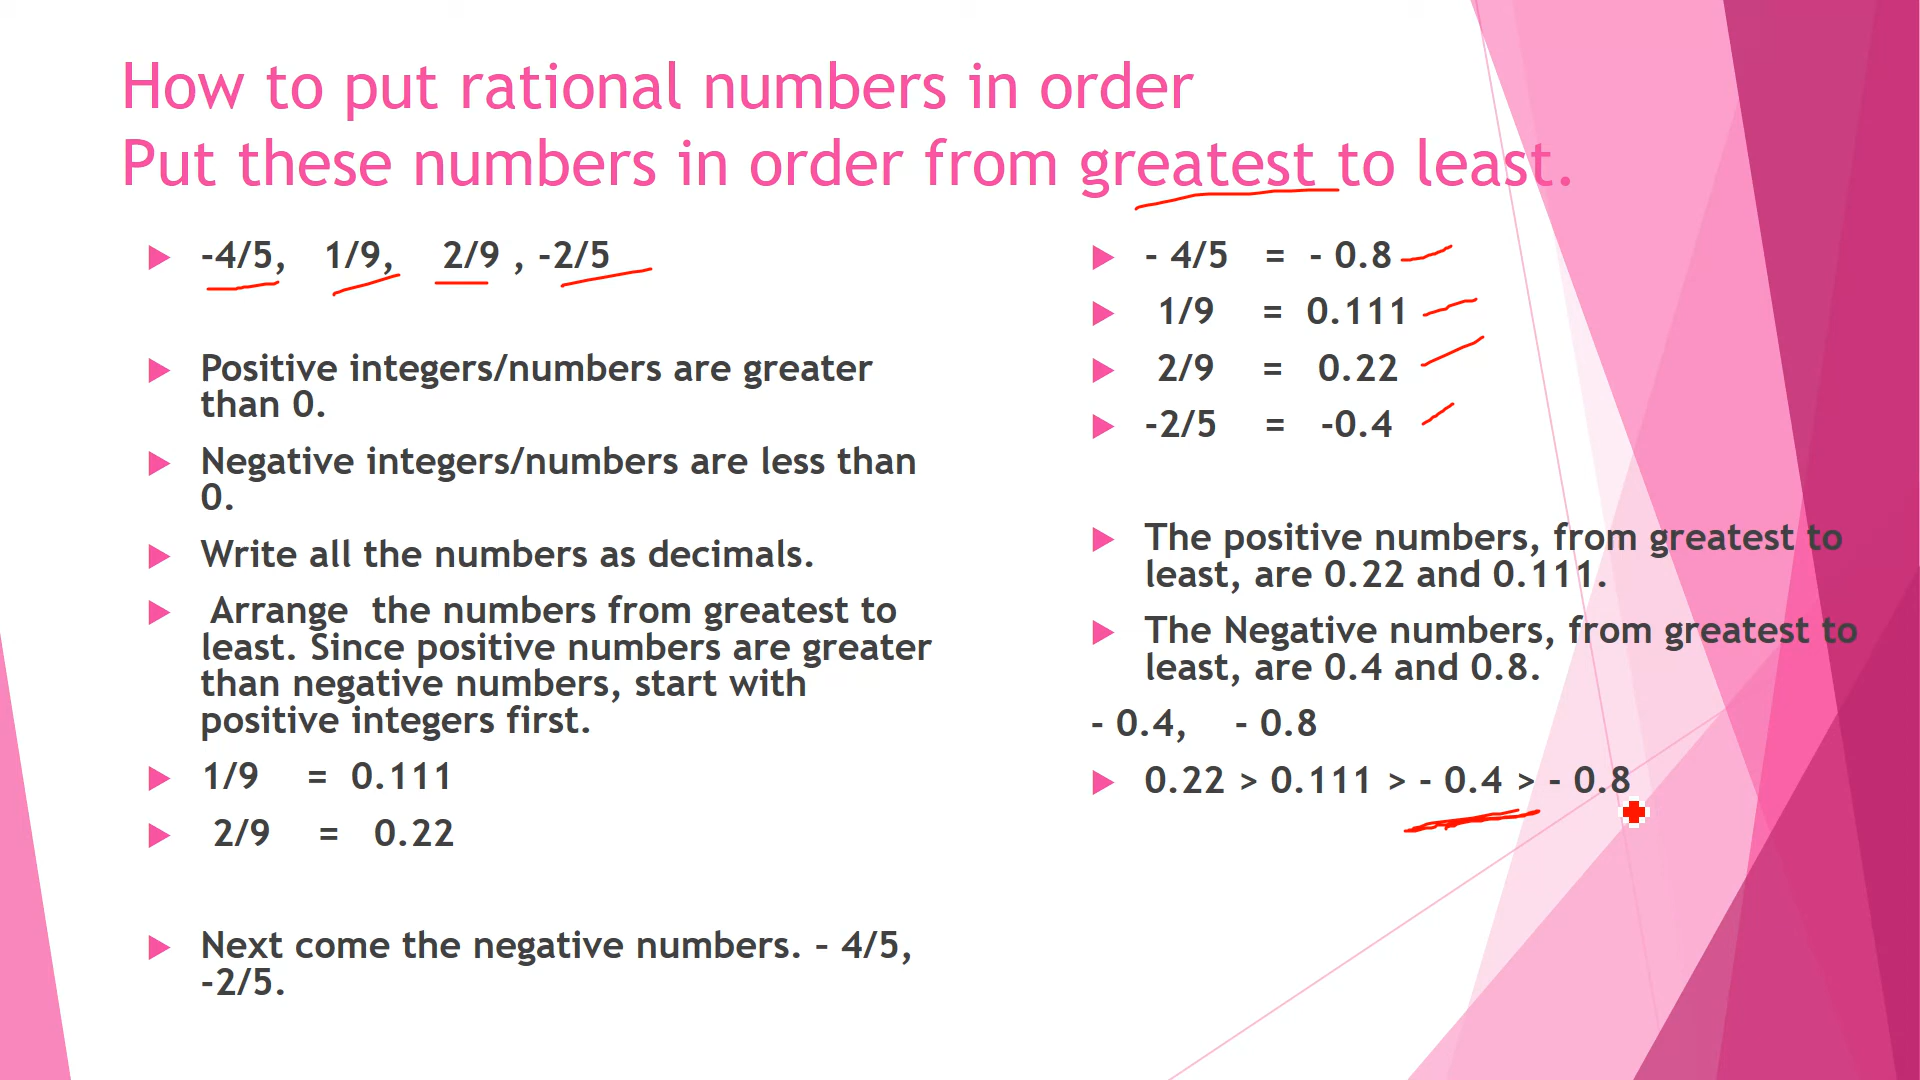 How to put rational numbers in order
Put these numbers in order from greatest to least.
-4/5, 1/9, 2/9 , -2/5
Positive integers/numbers are greater
than 0.
Negative integers/numbers are less than
0.
Write all the numbers as decimals.
Arrange the numbers from greatest to
least. Since positive numbers are greater
than negative numbers, start with
positive integers first.
1/9 = 0.111
2/9 = 0.22
Next come the negative numbers. – 4/5,
-2/5.
- 4/5 = - 0.8
1/9 = 0.111
2/9 = 0.22
-2/5 = -0.4
The positive numbers, from greatest to
least, are 0.22 and 0.111.
The Negative numbers, from greatest to
least, are 0.4 and 0.8.
- 0.4, - 0.8
0.22 > 0.111 > - 0.4 > - 0.8